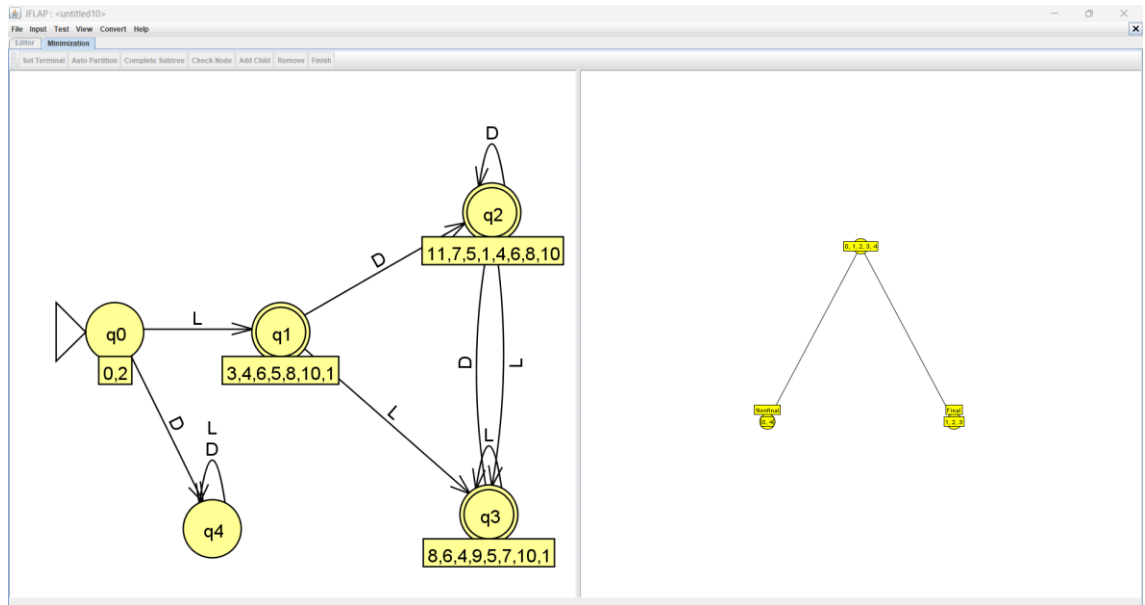 JFLAP : <untitled10>
File Input Test View Convert Help
Editor Minimization
Set Terminal Auto Partition Complete Subtree Check Node Add Child Remove Finish
D
q2
11,7,5,1,4,6,8,10
D
L
q0
0,2
q1
3,4,6,5,8,10,1
D
L
D
L
L
D
q4
L
q3
8,6,4,9,5,7,10,1
0, 1, 2, 3, 4
Nonfinal
0, 4
Final
1, 2, 3